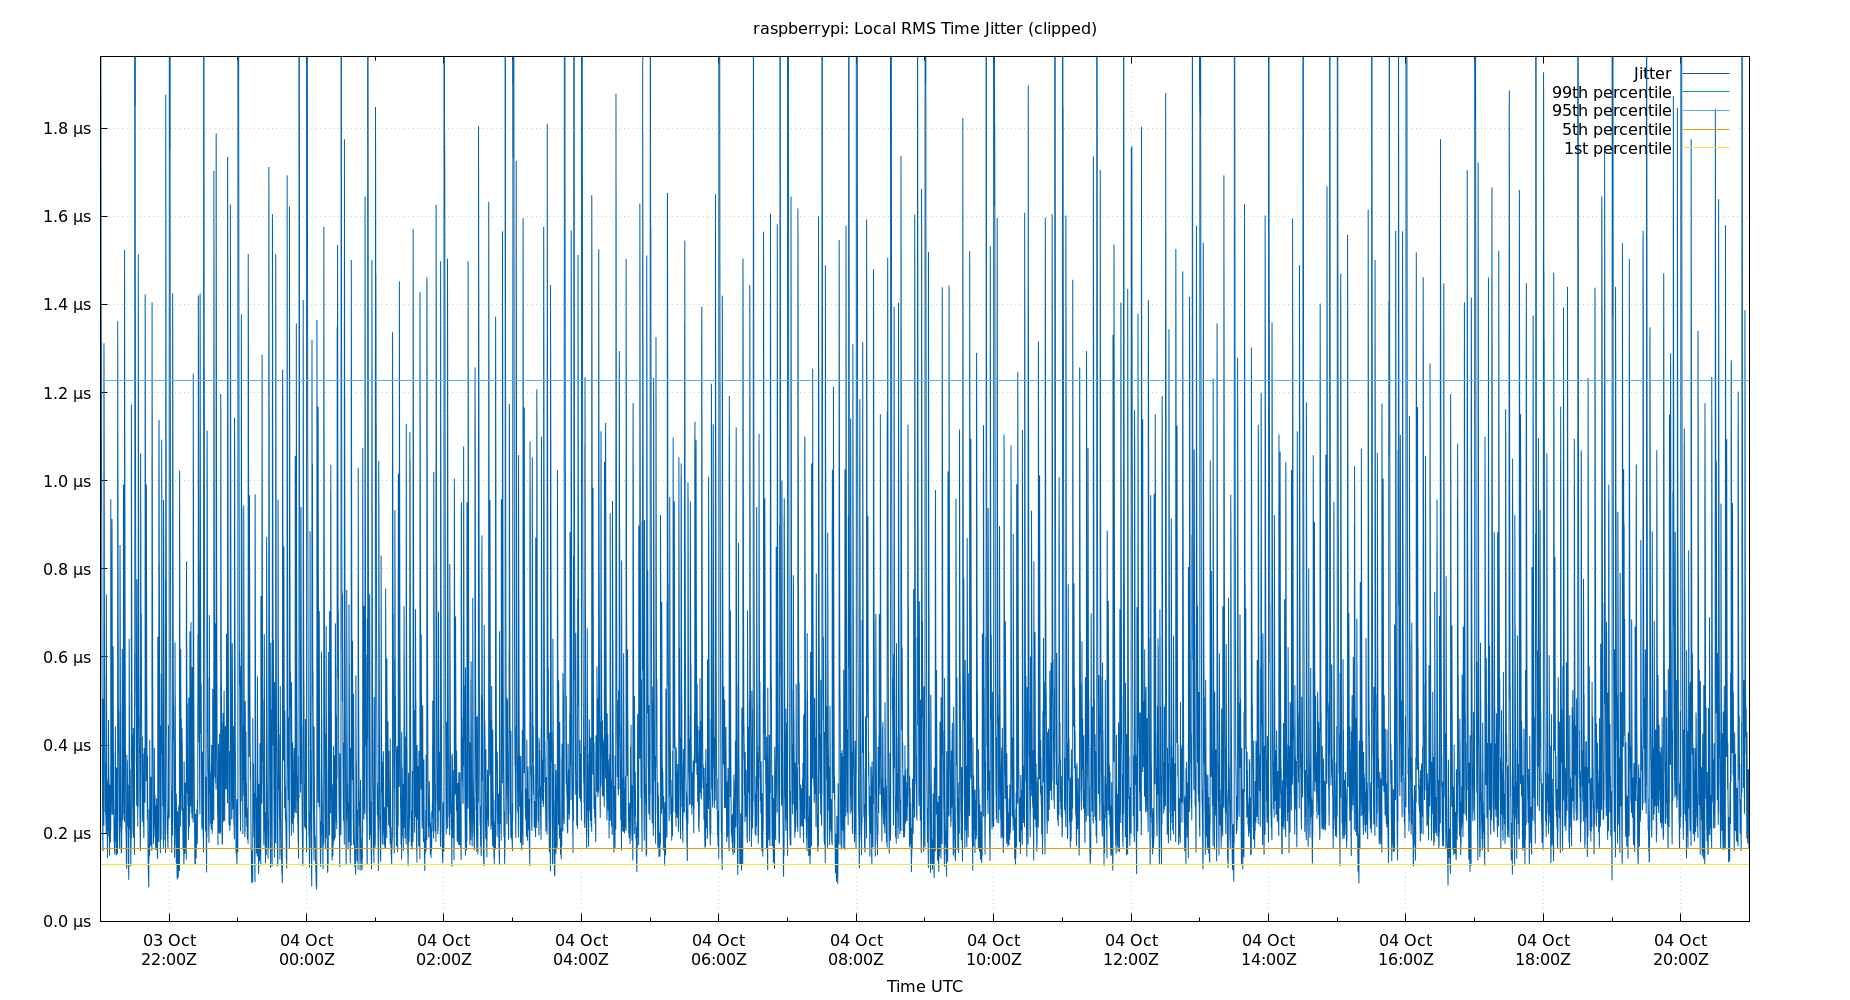 raspberrypi: Local RMS Time Jitter (clipped)
Jitter
99th percentile
95th percentile
5th percentile
1st percentile
1.8 µs
1.6 µs
1.4 µs
1.2 µs
1.0 µs
0.8 µs
0.6 µs
0.4 µs
0.2 µs
0.0 µs
03 Oct 04 Oct 04 Oct 04 Oct 04 Oct 04 Oct 04 Oct 04 Oct 04 Oct 04 Oct 04 Oct 04 Oct
22:00Z 00:00Z 02:00Z 04:00Z 06:00Z 08:00Z 10:00Z 12:00Z 14:00Z 16:00Z 18:00Z 20:00Z
Time UTC